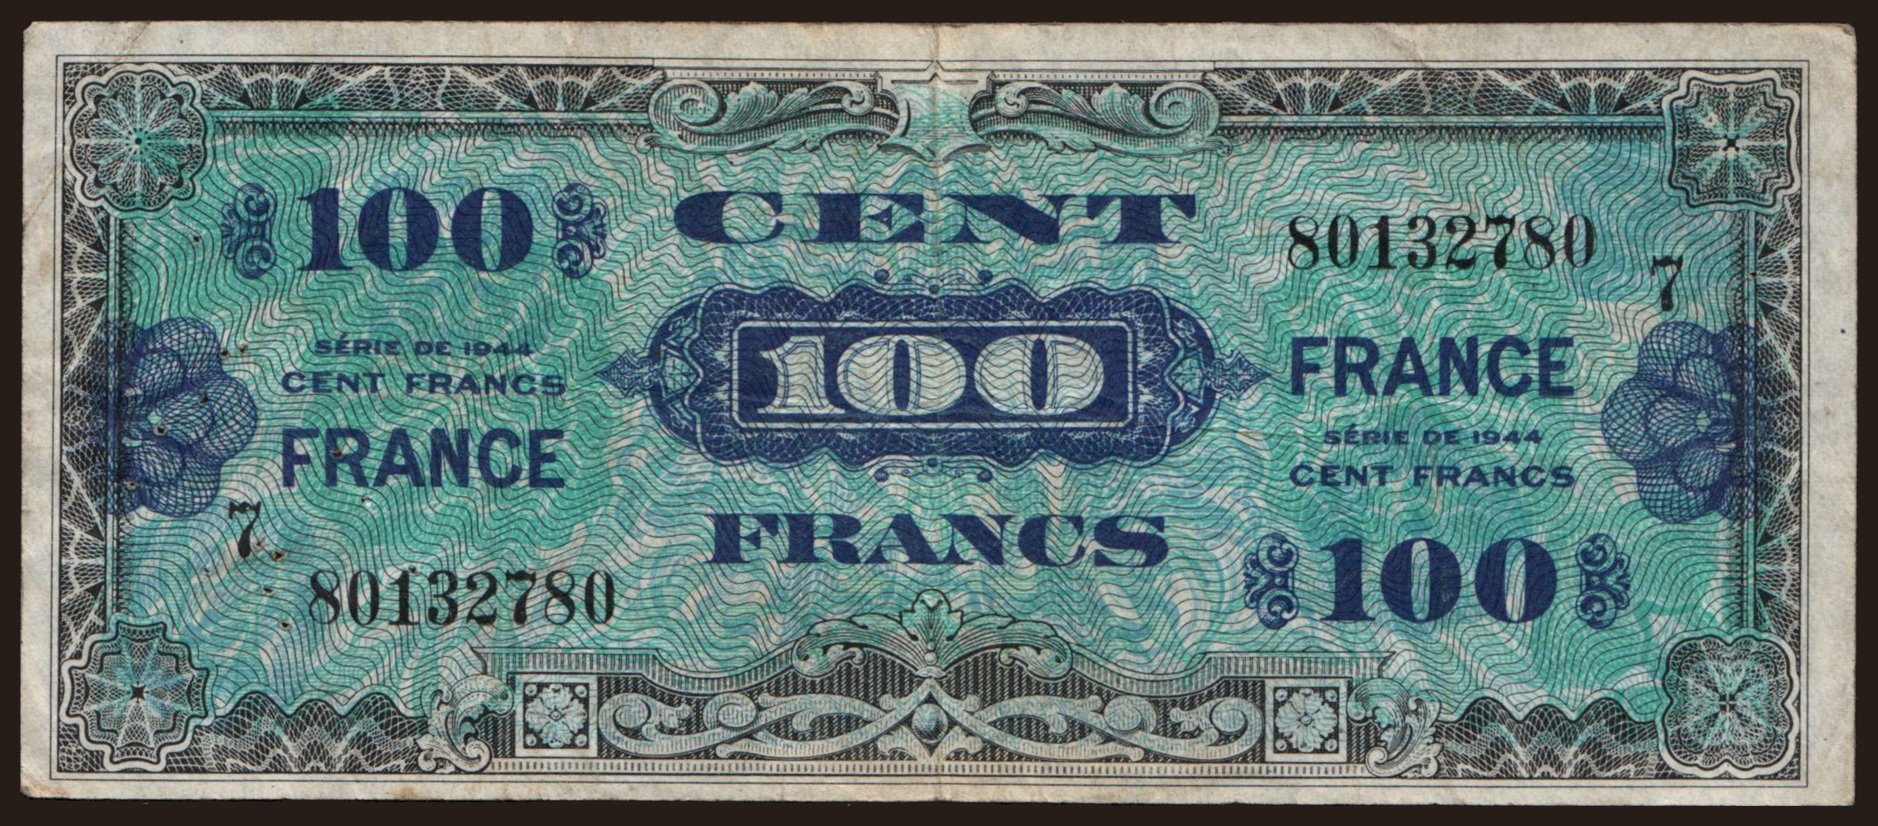 100
CENT
80132780
7
SÉRIE DE 1944
CENT FRANCS
FRANCE
100
FRANCE
SÉRIE DE 1944
CENT FRANCS
7
80132780
FRANCS
100